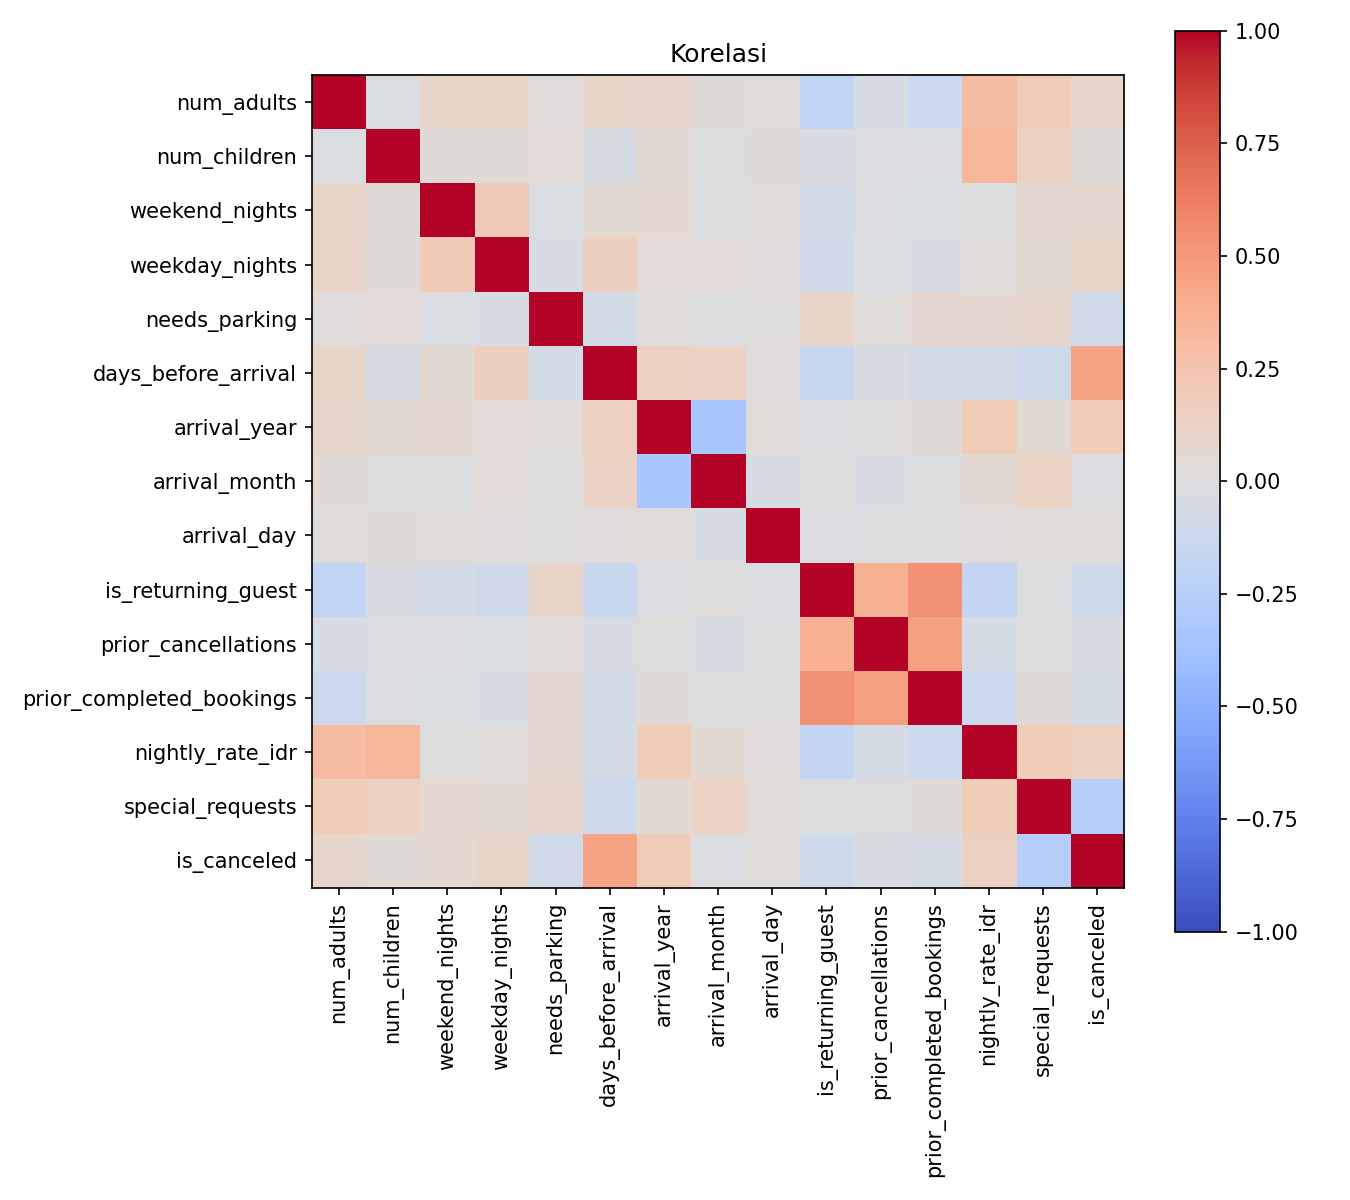 Korelasi
num_adults
num_children
weekend_nights
weekday_nights
needs_parking
days_before_arrival
arrival_year
arrival_month
arrival_day
is_returning_guest
prior_cancellations
prior_completed_bookings
nightly_rate_idr
special_requests
is_canceled
num_adults
num_children
weekend_nights
weekday_nights
needs_parking
days_before_arrival
arrival_year
arrival_month
arrival_day
is_returning_guest
prior_cancellations
prior_completed_bookings
nightly_rate_idr
special_requests
is_canceled
1.00
0.75
0.50
0.25
0.00
−0.25
−0.50
−0.75
−1.00